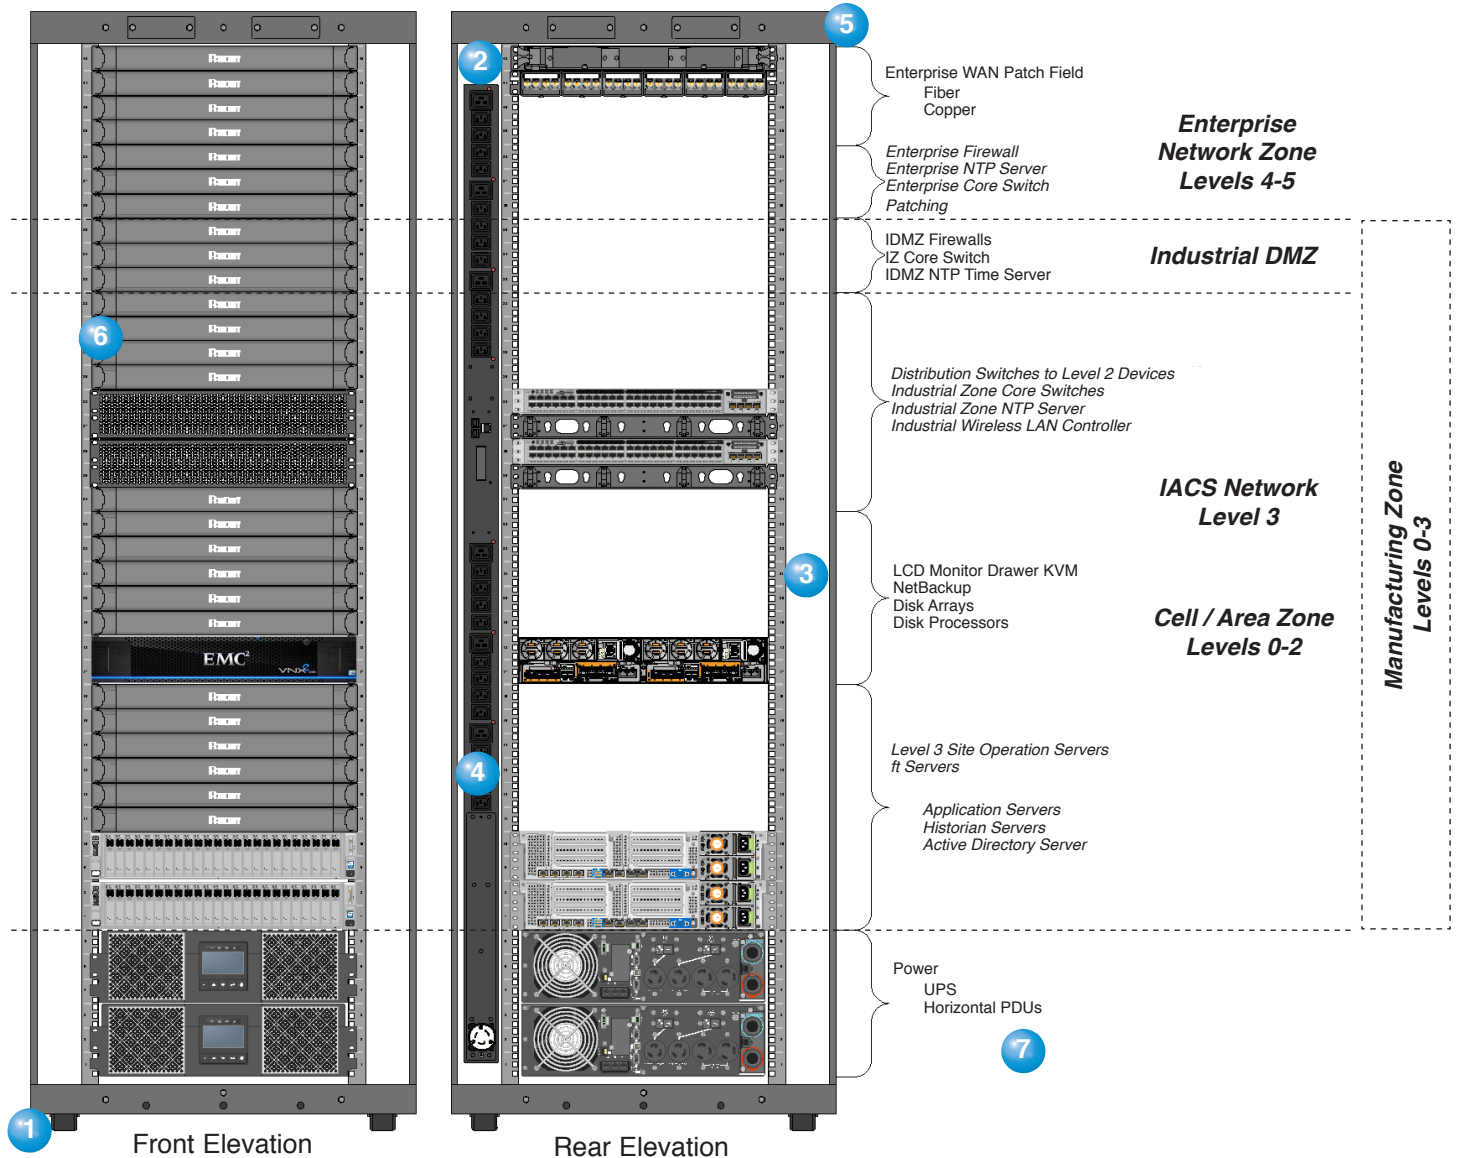 5
2
Enterprise WAN Patch Field
Fiber
Copper
Enterprise
Network Zone
Levels 4-5
Enterprise Firewall
Enterprise NTP Server
Enterprise Core Switch
Patching
IDMZ Firewalls
IZ Core Switch
IDMZ NTP Time Server
Industrial DMZ
6
Distribution Switches to Level 2 Devices
Industrial Zone Core Switches
Industrial Zone NTP Server
Industrial Wireless LAN Controller
IACS Network
Level 3
Manufacturing Zone
Levels 0-3
3
LCD Monitor Drawer KVM
NetBackup
Disk Arrays
Disk Processors
Cell / Area Zone
Levels 0-2
EMC²
VNXe
4
Level 3 Site Operation Servers
ft Servers
Application Servers
Historian Servers
Active Directory Server
Power
UPS
Horizontal PDUs
7
1
Front Elevation
Rear Elevation